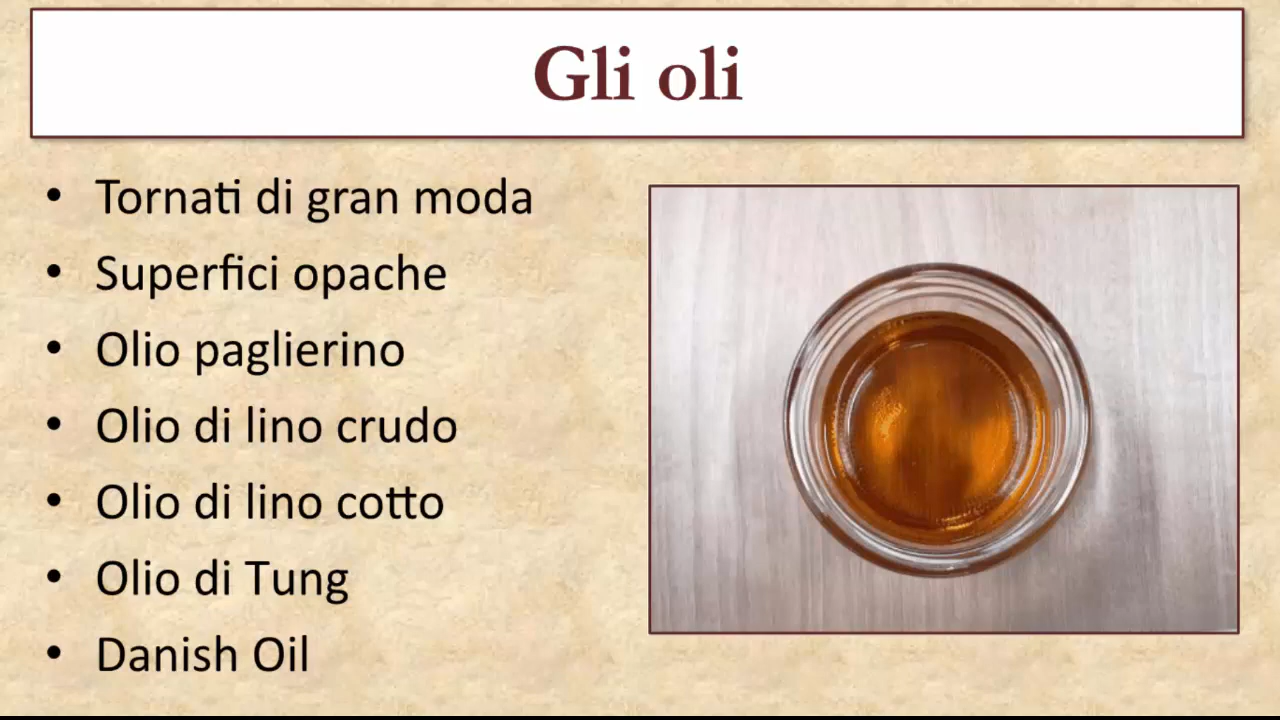 Gli oli
• Tornati di gran moda
• Superfici opache
• Olio paglierino
• Olio di lino crudo
• Olio di lino cotto
• Olio di Tung
• Danish Oil